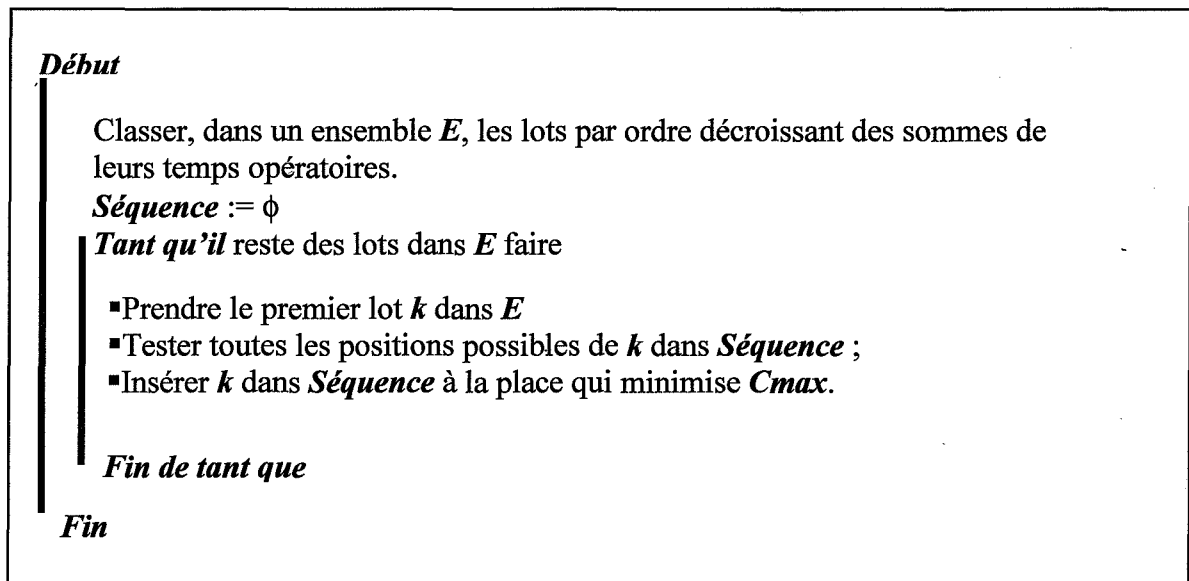 Début
Classer, dans un ensemble E, les lots par ordre décroissant des sommes de
leurs temps opératoires.
Séquence := ϕ
Tant qu'il reste des lots dans E faire
▪Prendre le premier lot k dans E
▪Tester toutes les positions possibles de k dans Séquence ;
▪Insérer k dans Séquence à la place qui minimise Cmax.
Fin de tant que
Fin